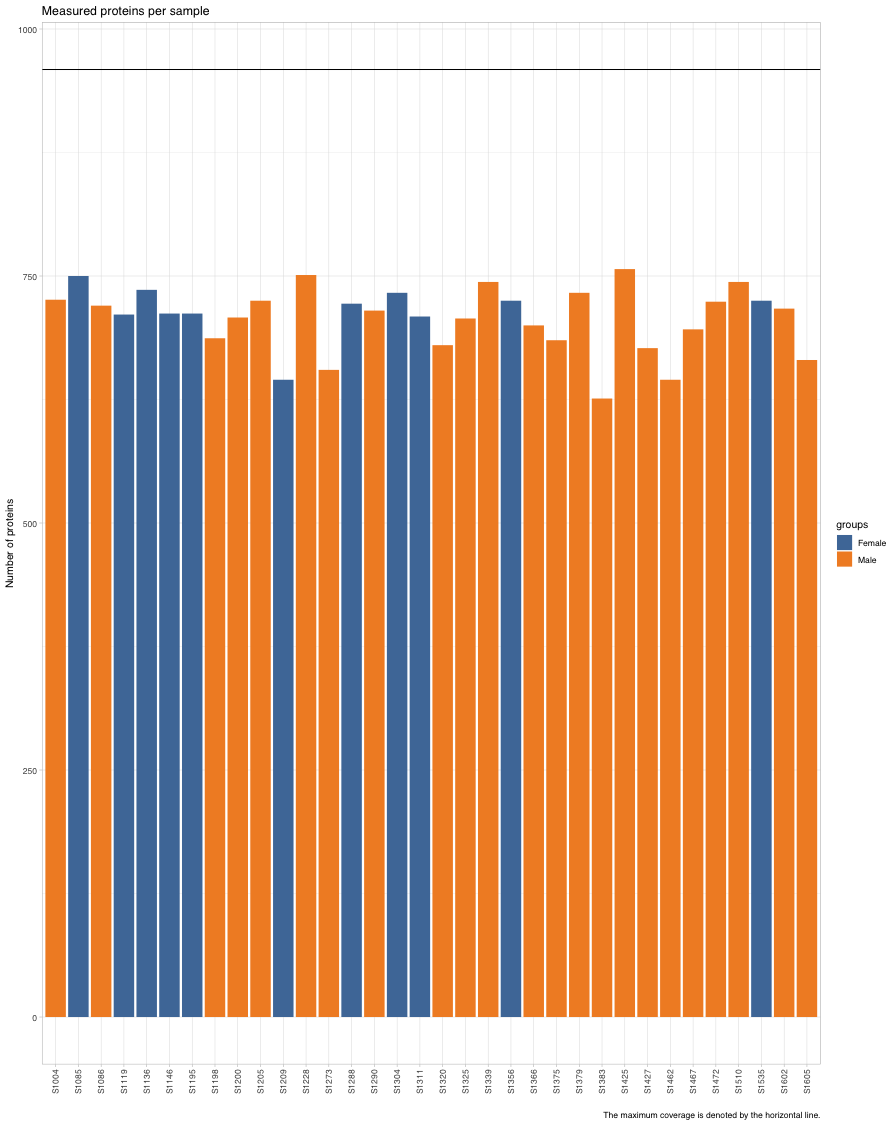 Measured proteins per sample
1000
750
500
250
0
Number of proteins
groups
Female
Male
S1004
S1085
S1086
S1119
S1136
S1146
S1195
S1198
S1200
S1205
S1209
S1228
S1273
S1288
S1290
S1304
S1311
S1320
S1325
S1339
S1356
S1366
S1375
S1379
S1383
S1425
S1427
S1462
S1467
S1472
S1510
S1535
S1602
S1605
The maximum coverage is denoted by the horizontal line.